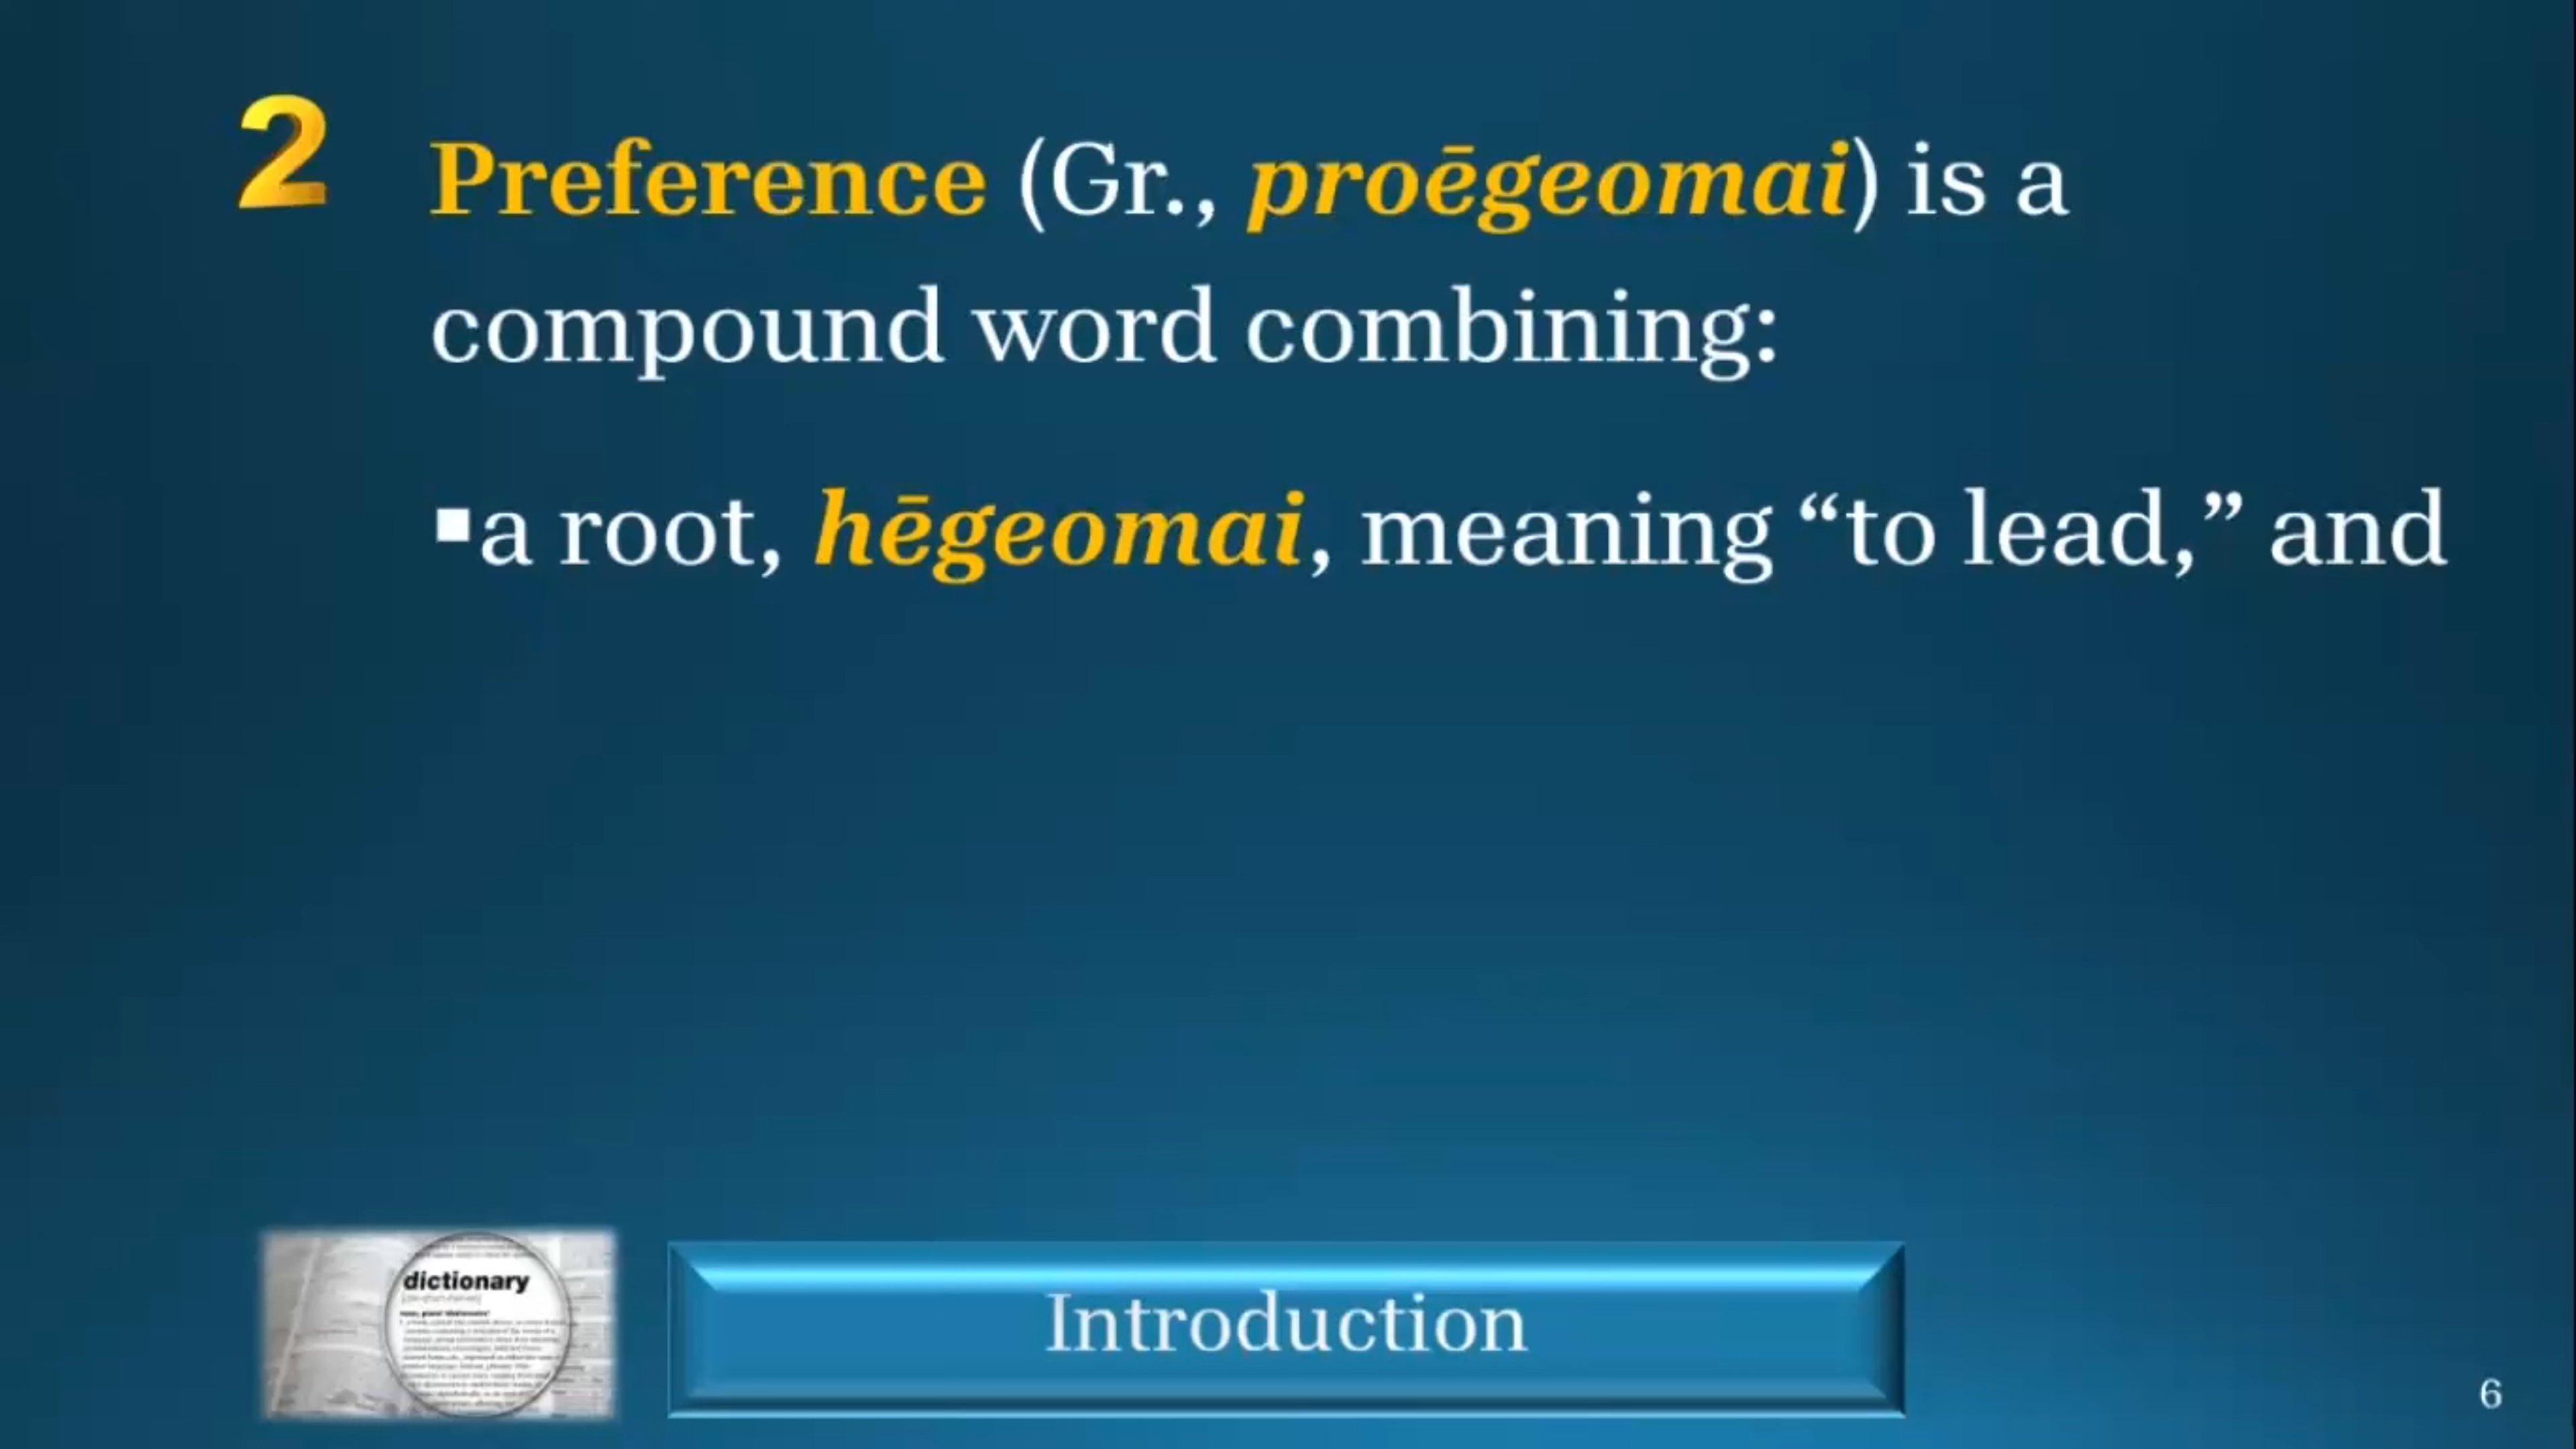 2 Preference (Gr., proēgeomai) is a
compound word combining:
▪a root, hēgeomai, meaning “to lead,” and
dictionary
Introduction
6